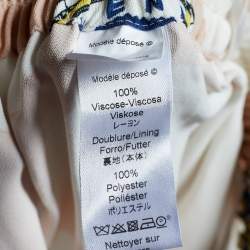 Modèle déposé ©
Modèle déposé ©
100%
Viscose-Viscosa
Viskose
レーヨン
Doublure/Lining
Forro/Futter
裏地（本体）
100%
Polyester
Poliéster
ポリエステル
Nettoyer sur